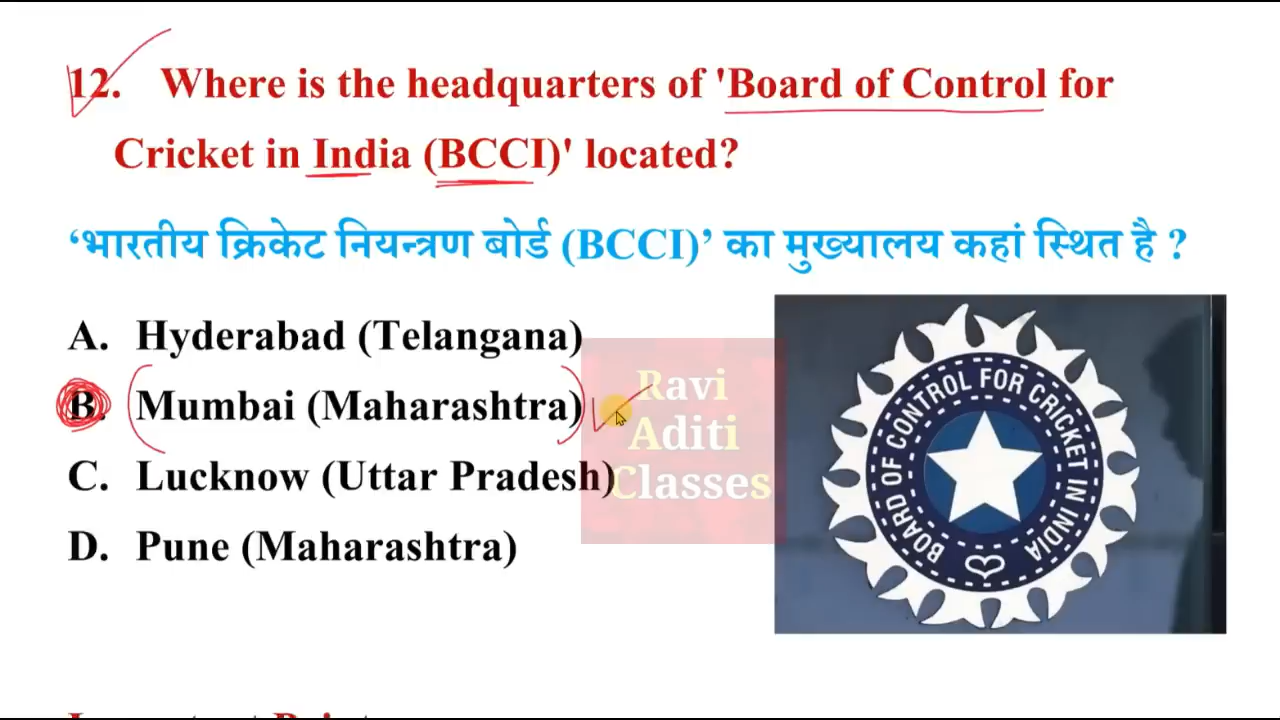 12. Where is the headquarters of 'Board of Control for
Cricket in India (BCCI)' located?
‘भारतीय क्रिकेट नियन्त्रण बोर्ड (BCCI)’ का मुख्यालय कहां स्थित है ?
A. Hyderabad (Telangana)
B. Mumbai (Maharashtra)
C. Lucknow (Uttar Pradesh)
D. Pune (Maharashtra)
Ravi
Aditi
Classes
BOARD OF CONTROL FOR CRICKET IN INDIA